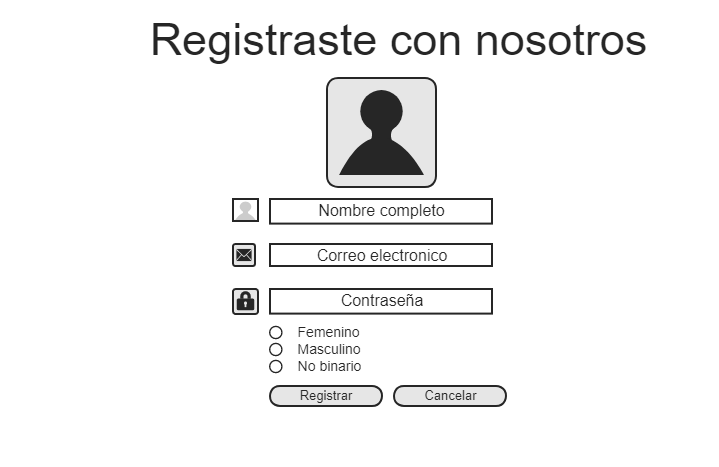 Registraste con nosotros
Nombre completo
Correo electronico
Contraseña
Femenino
Masculino
No binario
Registrar
Cancelar